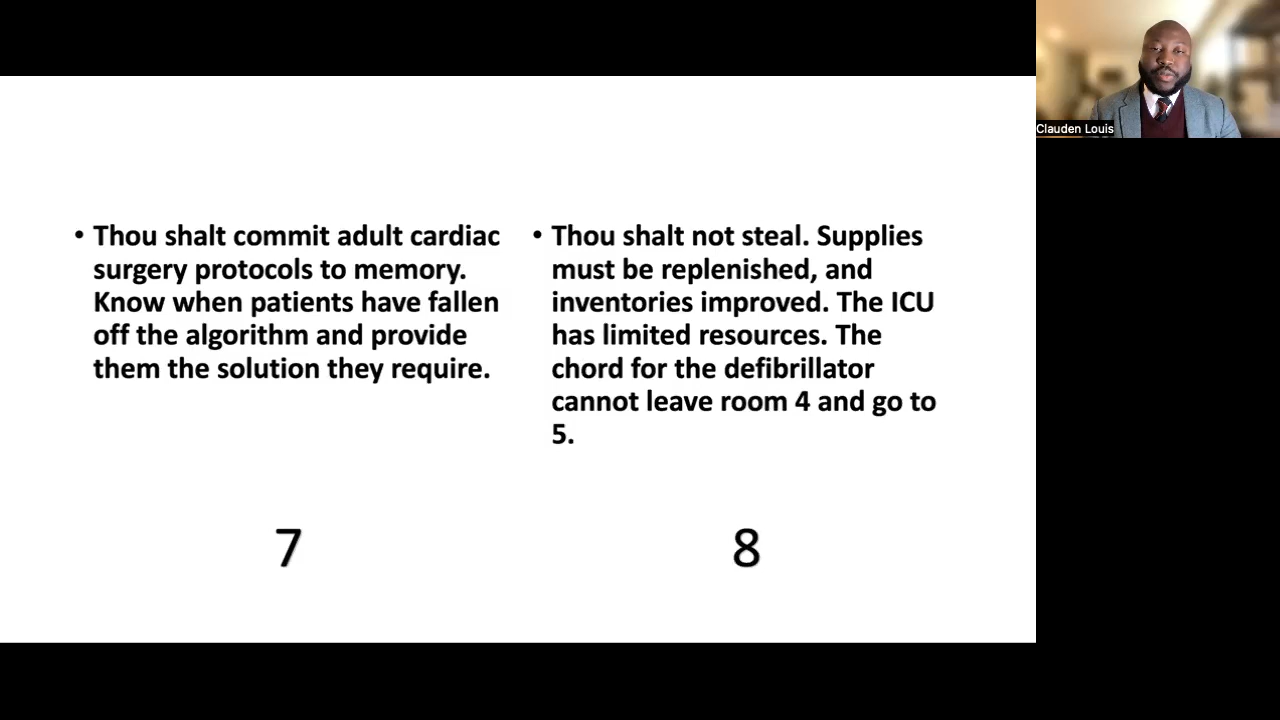 Clauden Louis
• Thou shalt commit adult cardiac
surgery protocols to memory.
Know when patients have fallen
off the algorithm and provide
them the solution they require.
7
• Thou shalt not steal. Supplies
must be replenished, and
inventories improved. The ICU
has limited resources. The
chord for the defibrillator
cannot leave room 4 and go to
5.
8